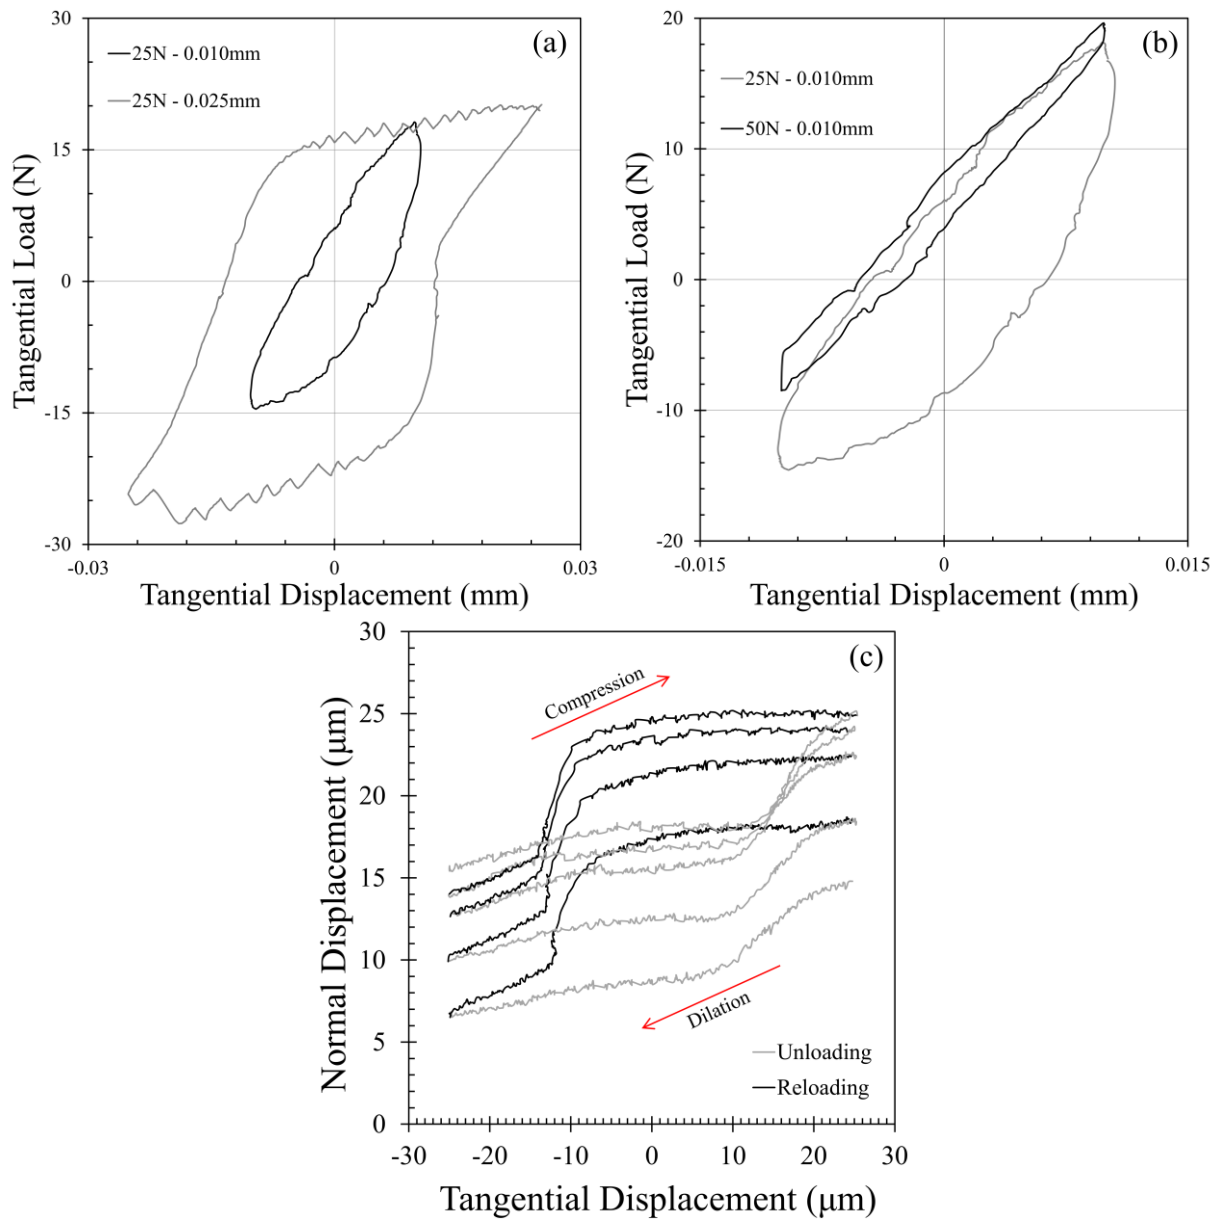 30
(a)
25N - 0.010mm
25N - 0.025mm
15
0
-15
-30
-0.03
0
0.03
Tangential Load (N)
Tangential Displacement (mm)
20
(b)
25N - 0.010mm
50N - 0.010mm
10
0
-10
-20
-0.015
0
0.015
Tangential Load (N)
Tangential Displacement (mm)
30
(c)
Compression
25
20
15
10
5
0
Dilation
Unloading
Reloading
-30
-20
-10
0
10
20
30
Normal Displacement (μm)
Tangential Displacement (μm)